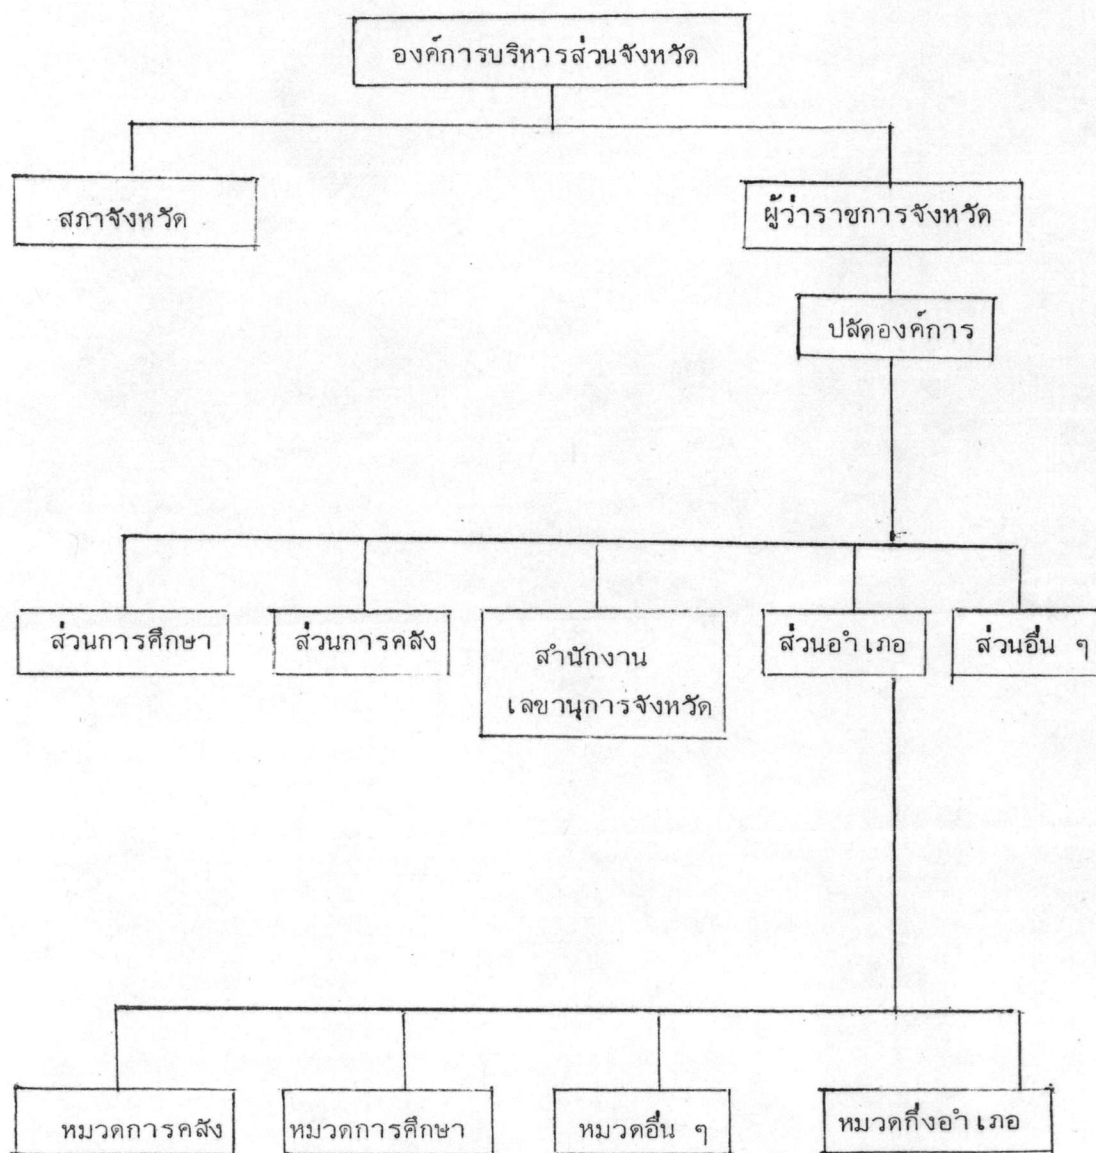 องค์การบริหารส่วนจังหวัด
สภาจังหวัด
ผู้ว่าราชการจังหวัด
ปลัดองค์การ
ส่วนการศึกษา
ส่วนการคลัง
สำนักงาน
เลขานุการจังหวัด
ส่วนอำเภอ
ส่วนอื่น ๆ
หมวดการคลัง
หมวดการศึกษา
หมวดอื่น ๆ
หมวดกิ่งอำเภอ